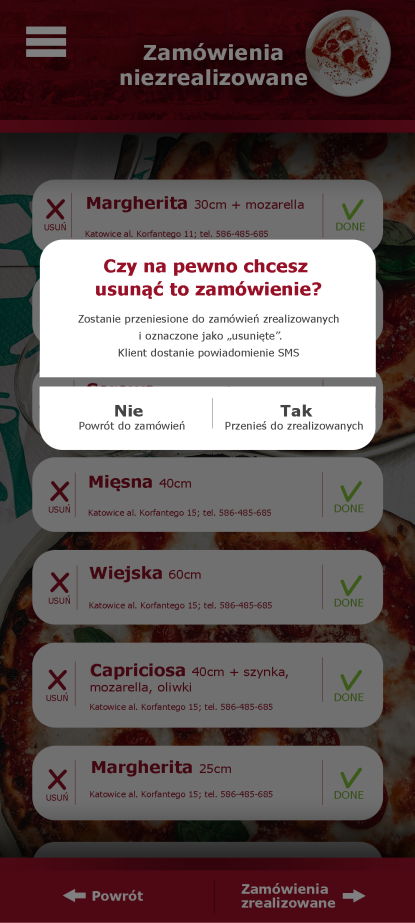 Zamówienia
niezrealizowane
Margherita 30cm + mozarella
USUŃ
DONE
Katowice al. Korfantego 11; tel. 586-485-685
Czy na pewno chcesz
usunąć to zamówienie?
Zostanie przeniesione do zamówień zrealizowanych
i oznaczone jako „usunięte”.
Klient dostanie powiadomienie SMS
Nie
Powrót do zamówień
Tak
Przenieś do zrealizowanych
Mięsna 40cm
USUŃ
DONE
Katowice al. Korfantego 15; tel. 586-485-685
Wiejska 60cm
USUŃ
DONE
Katowice al. Korfantego 15; tel. 586-485-685
Capriciosa 40cm + szynka,
mozarella, oliwki
USUŃ
DONE
Katowice al. Korfantego 15; tel. 586-485-685
Margherita 25cm
USUŃ
DONE
Katowice al. Korfantego 15; tel. 586-485-685
Powrót
Zamówienia
zrealizowane